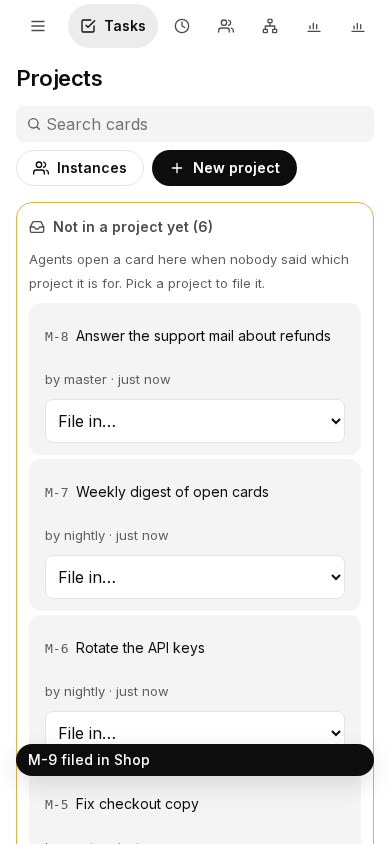 Tasks
Projects
Search cards
Instances
New project
Not in a project yet (6)
Agents open a card here when nobody said which
project it is for. Pick a project to file it.
M-8 Answer the support mail about refunds
by master · just now
File in...
M-7 Weekly digest of open cards
by nightly · just now
File in...
M-6 Rotate the API keys
by nightly · just now
File in...
M-9 filed in Shop
M-5 Fix checkout copy